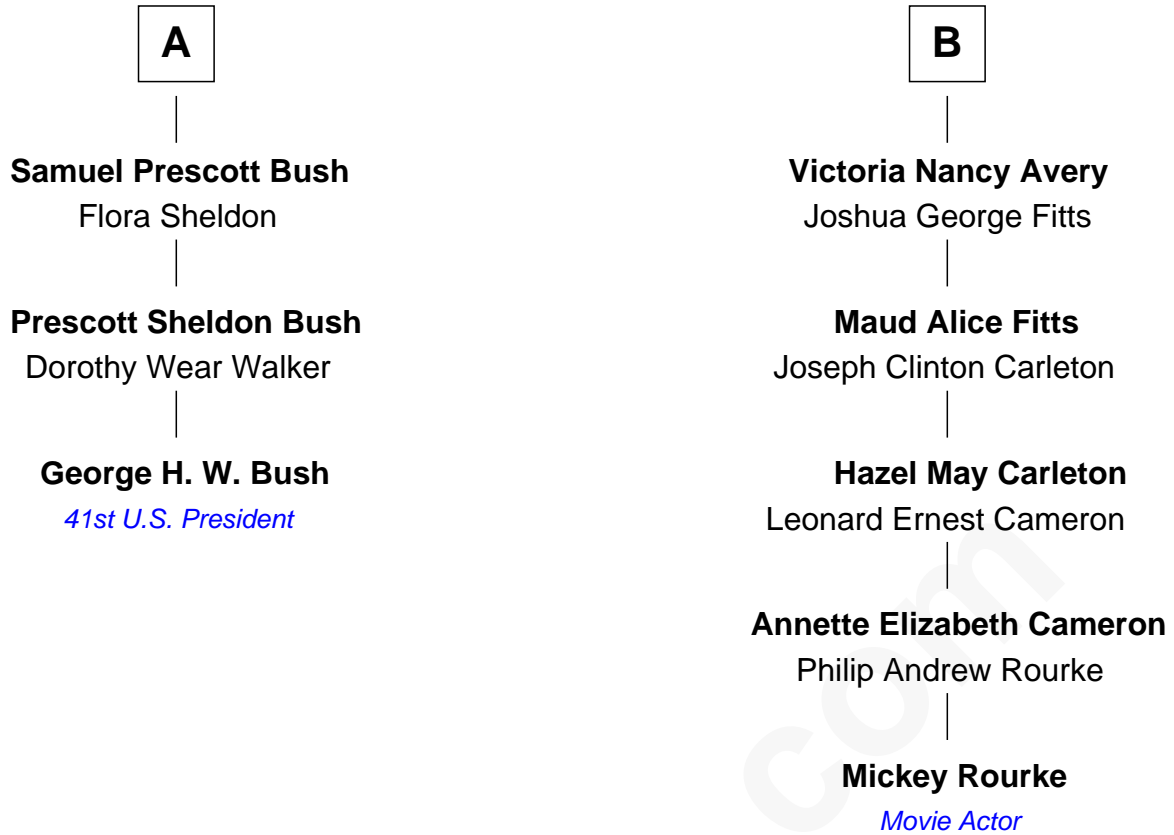 A
Samuel Prescott Bush
Flora Sheldon
Prescott Sheldon Bush
Dorothy Wear Walker
George H. W. Bush
41st U.S. President
B
Victoria Nancy Avery
Joshua George Fitts
Maud Alice Fitts
Joseph Clinton Carleton
Hazel May Carleton
Leonard Ernest Cameron
Annette Elizabeth Cameron
Philip Andrew Rourke
Mickey Rourke
Movie Actor
com